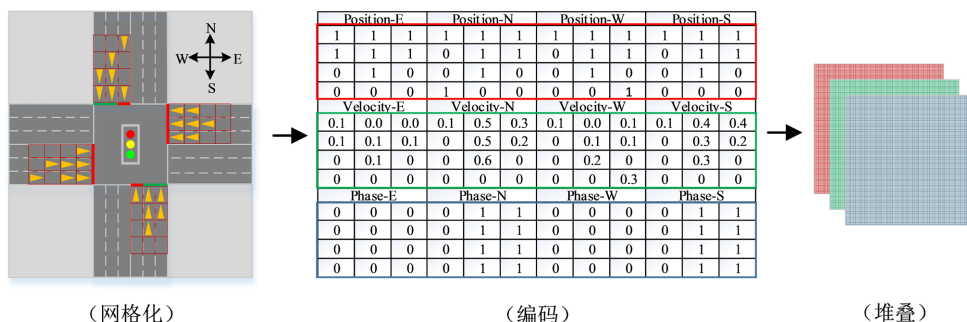 N
W E
S
Position-E Position-N Position-W Position-S
1 1 1 1 1 1 1 1 1 1 1 1
1 1 1 0 1 1 0 1 1 0 1 1
0 1 0 0 1 0 0 1 0 0 1 0
0 0 0 1 0 0 0 0 1 0 0 0
Velocity-E Velocity-N Velocity-W Velocity-S
0.1 0.0 0.0 0.1 0.5 0.3 0.1 0.0 0.1 0.1 0.4 0.4
0.1 0.1 0.1 0 0.5 0.2 0 0.1 0.1 0 0.3 0.2
0 0.1 0 0 0.6 0 0 0.2 0 0 0.3 0
0 0 0 0 0 0 0 0 0.3 0 0 0
Phase-E Phase-N Phase-W Phase-S
0 0 0 0 1 1 0 0 0 0 1 1
0 0 0 0 1 1 0 0 0 0 1 1
0 0 0 0 1 1 0 0 0 0 1 1
0 0 0 0 1 1 0 0 0 0 1 1
（网格化） （编码） （堆叠）